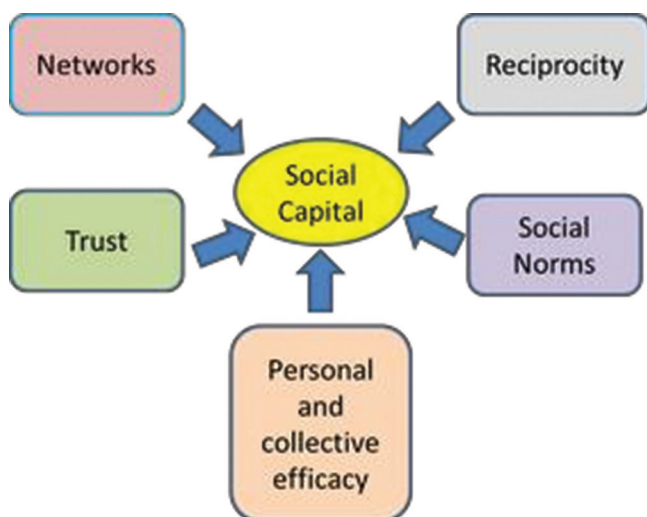 Networks
Reciprocity
Social
Capital
Trust
Social
Norms
Personal
and
collective
efficacy